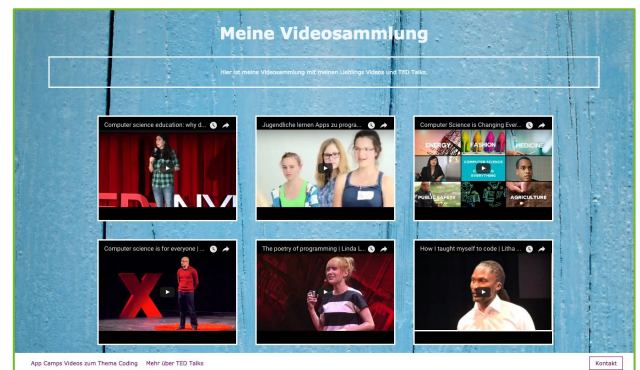 Meine Videosammlung
Hier ist meine Videosammlung mit meinen Lieblings Videos und TED Talks.
Computer science education: why d...
Jugendliche lernen Apps zu progra...
Computer Science is Changing Ever...
ENERGY
FASHION
MEDICINE
COMPUTER SCIENCE
EVERYTHING
PUBLIC SAFETY
AGRICULTURE
Computer science is for everyone | ...
The poetry of programming | Linda L...
How I taught myself to code | Litha ...
X
App Camps Videos zum Thema Coding
Mehr über TED Talks
Kontakt